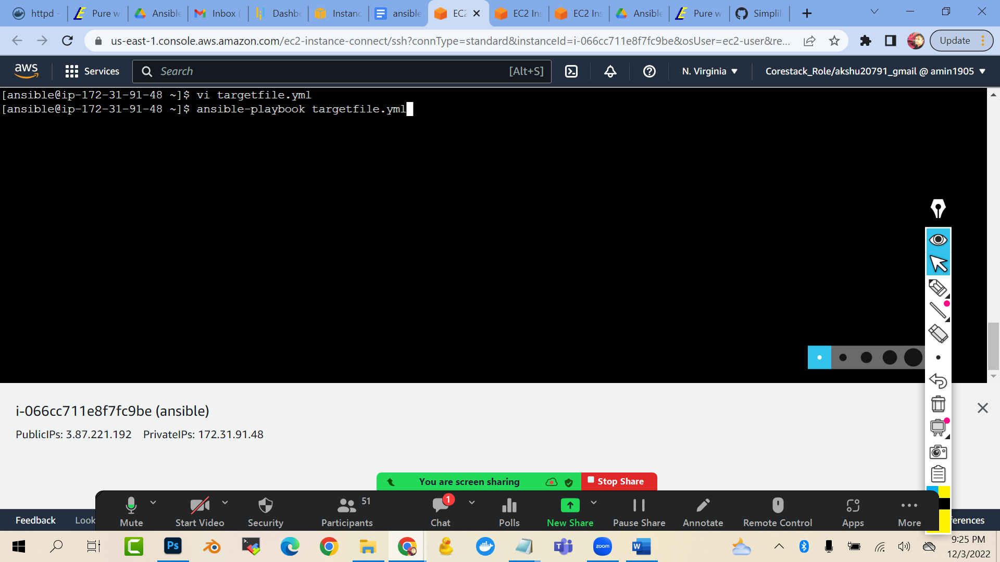 httpd - Pure w Ansible Inbox ( Dashbo Instanc ansible EC2 EC2 Ins EC2 Ins Ansible Pure w Simplil
us-east-1.console.aws.amazon.com/ec2-instance-connect/ssh?connType=standard&instanceId=i-066cc711e8f7fc9be&osUser=ec2-user&re... Update
aws Services Search [Alt+S] N. Virginia Corestack_Role/akshu20791_gmail @ amin1905
[ansible@ip-172-31-91-48 ~]$ vi targetfile.yml
[ansible@ip-172-31-91-48 ~]$ ansible-playbook targetfile.yml
i-066cc711e8f7fc9be (ansible)
PublicIPs: 3.87.221.192 PrivateIPs: 172.31.91.48
You are screen sharing Stop Share
51 1
Mute Start Video Security Participants Chat Polls New Share Pause Share Annotate Remote Control Apps More
Feedback Look ferences
Ps zoom W
9:25 PM
12/3/2022